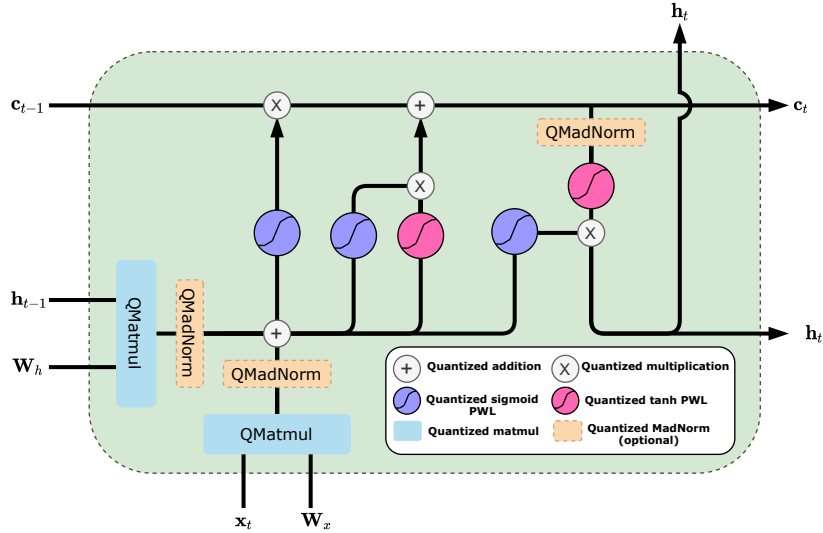 h_t
c_{t−1}
X
+
c_t
QMadNorm
X
X
h_{t−1}
QMatmul
QMadNorm
+
h_t
W_h
QMadNorm
QMatmul
+ Quantized addition
X Quantized multiplication
Quantized sigmoid
PWL
Quantized tanh PWL
Quantized matmul
Quantized MadNorm
(optional)
x_t
W_x